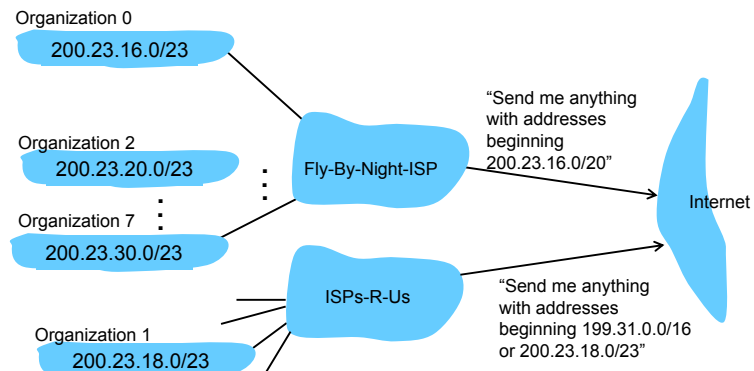 Organization 0
200.23.16.0/23
Organization 2
200.23.20.0/23
Organization 7
200.23.30.0/23
Fly-By-Night-ISP
“Send me anything
with addresses
beginning
200.23.16.0/20”
Internet
ISPs-R-Us
Organization 1
200.23.18.0/23
“Send me anything
with addresses
beginning 199.31.0.0/16
or 200.23.18.0/23”